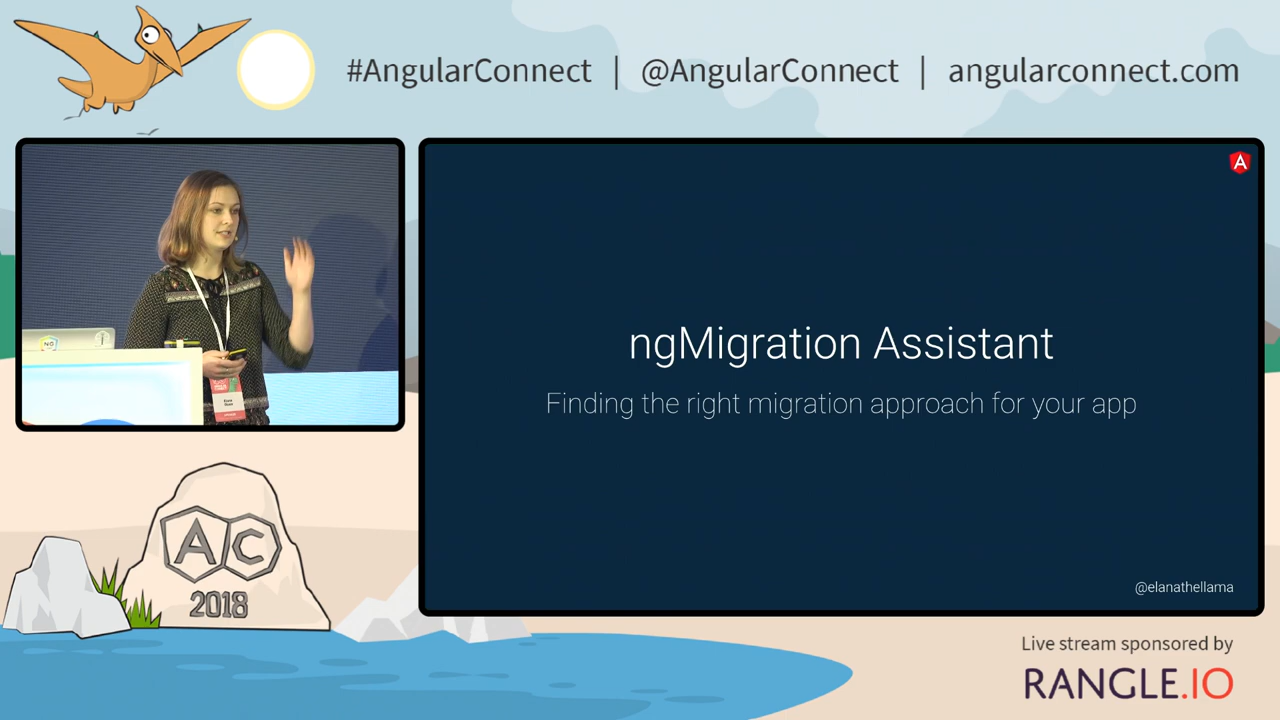 #AngularConnect | @AngularConnect | angularconnect.com
A
ngMigration Assistant
Finding the right migration approach for your app
@elanathellama
NG
AC
2018
Live stream sponsored by
RANGLE.IO